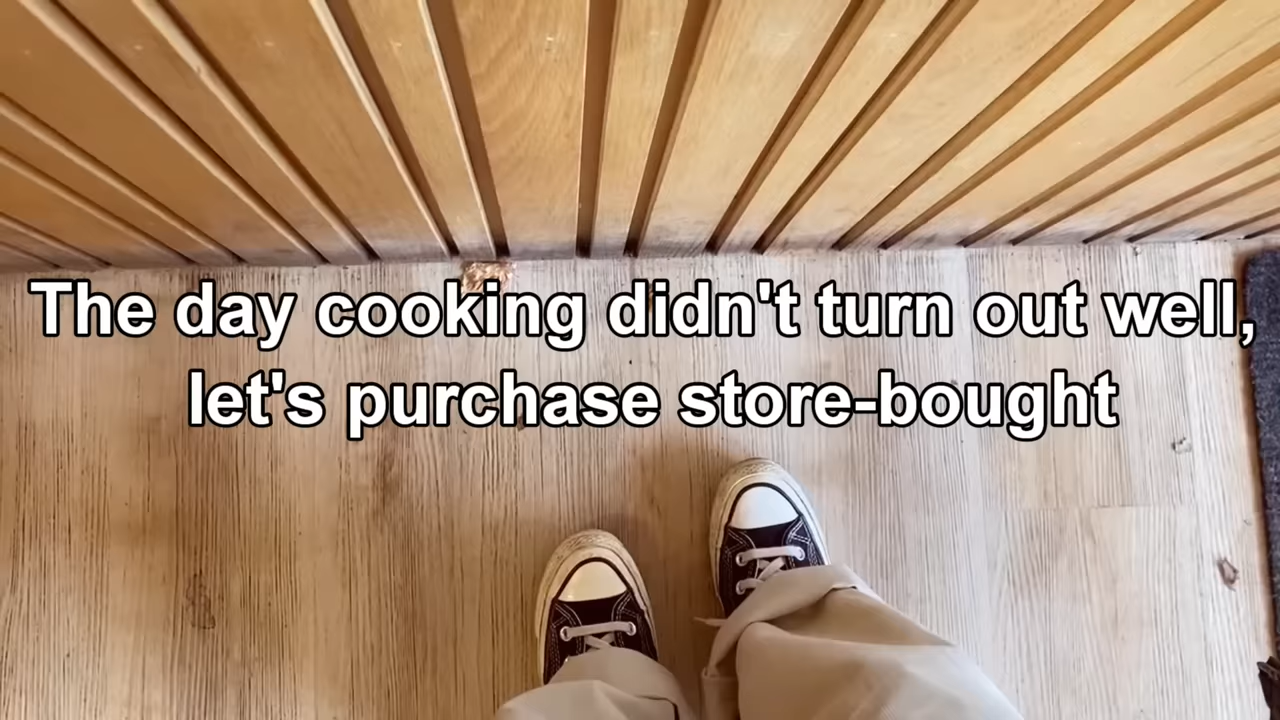 The day cooking didn't turn out well,
let's purchase store-bought